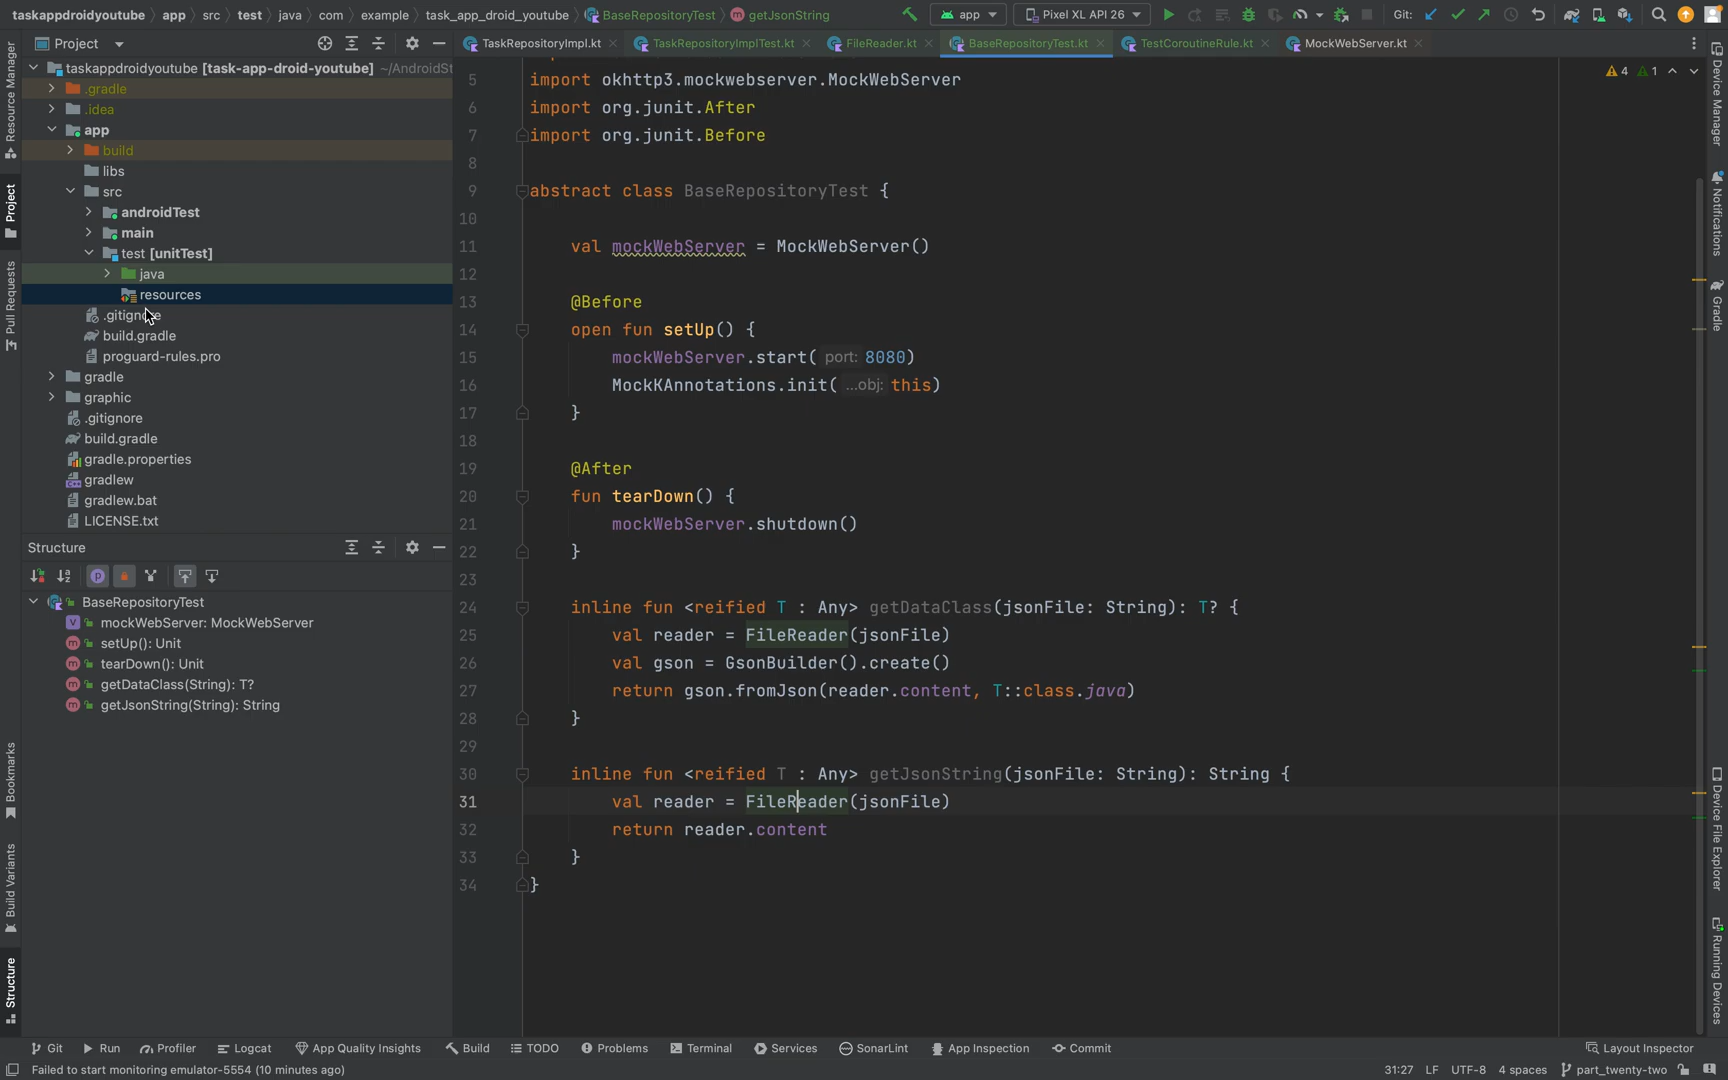 taskappdroidyoutube app src test java com example task_app_droid_youtube BaseRepositoryTest getJsonString app Pixel XL API 26 Git:
Project
TaskRepositoryImpl.kt TaskRepositoryImplTest.kt FileReader.kt BaseRepositoryTest.kt TestCoroutineRule.kt MockWebServer.kt
taskappdroidyoutube [task-app-droid-youtube] ~/AndroidSt
.gradle
.idea
app
build
libs
src
androidTest
main
test [unitTest]
java
resources
.gitignore
build.gradle
proguard-rules.pro
gradle
graphic
.gitignore
build.gradle
gradle.properties
gradlew
gradlew.bat
LICENSE.txt
Structure
BaseRepositoryTest
mockWebServer: MockWebServer
setUp(): Unit
tearDown(): Unit
getDataClass(String): T?
getJsonString(String): String
4 1
5 import okhttp3.mockwebserver.MockWebServer
6 import org.junit.After
7 import org.junit.Before
8
9 abstract class BaseRepositoryTest {
10
11 val mockWebServer = MockWebServer()
12
13 @Before
14 open fun setUp() {
15 mockWebServer.start( port: 8080)
16 MockKAnnotations.init( ...obj: this)
17 }
18
19 @After
20 fun tearDown() {
21 mockWebServer.shutdown()
22 }
23
24 inline fun <reified T : Any> getDataClass(jsonFile: String): T? {
25 val reader = FileReader(jsonFile)
26 val gson = GsonBuilder().create()
27 return gson.fromJson(reader.content, T::class.java)
28 }
29
30 inline fun <reified T : Any> getJsonString(jsonFile: String): String {
31 val reader = FileReader(jsonFile)
32 return reader.content
33 }
34 }
Resource Manager
Project
Pull Requests
Bookmarks
Build Variants
Structure
Device Manager
Notifications
Gradle
Device File Explorer
Running Devices
Git Run Profiler Logcat App Quality Insights Build TODO Problems Terminal Services SonarLint App Inspection Commit Layout Inspector
Failed to start monitoring emulator-5554 (10 minutes ago) 31:27 LF UTF-8 4 spaces part_twenty-two